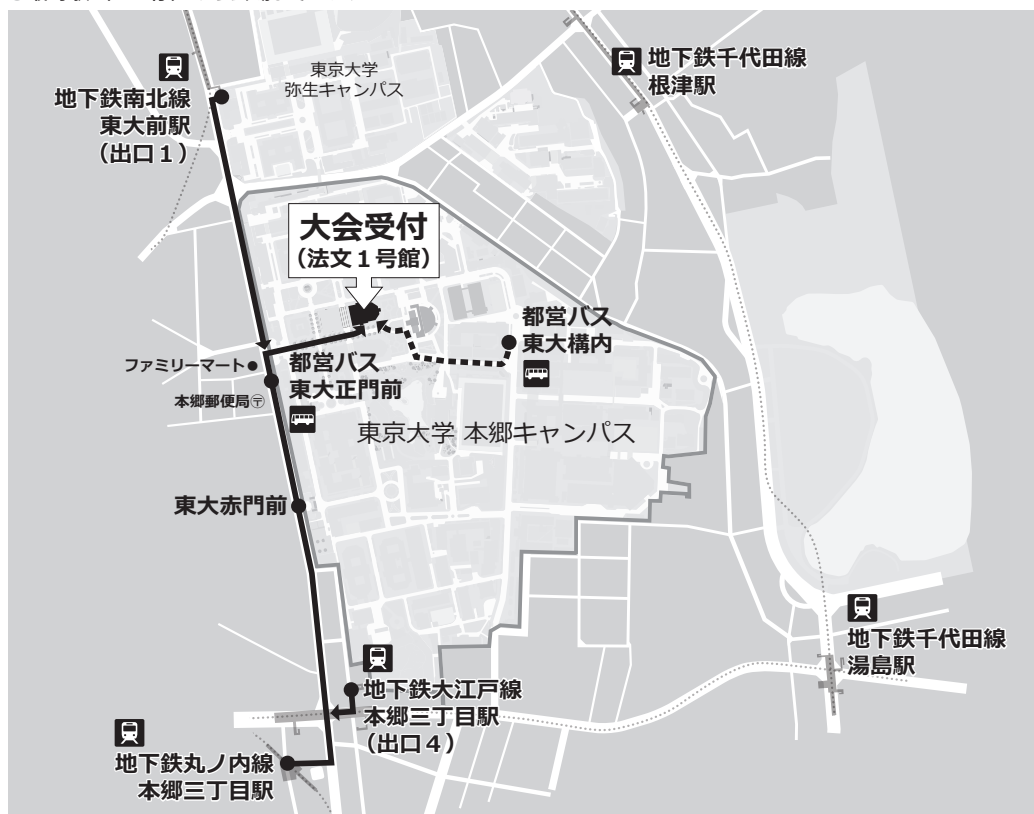 東京大学
弥生キャンパス
地下鉄千代田線
根津駅
地下鉄南北線
東大前駅
(出口1)
大会受付
(法文1号館)
都営バス
東大構内
ファミリーマート
都営バス
東大正門前
本郷郵便局〶
東京大学 本郷キャンパス
東大赤門前
地下鉄千代田線
湯島駅
地下鉄大江戸線
本郷三丁目駅
(出口4)
地下鉄丸ノ内線
本郷三丁目駅